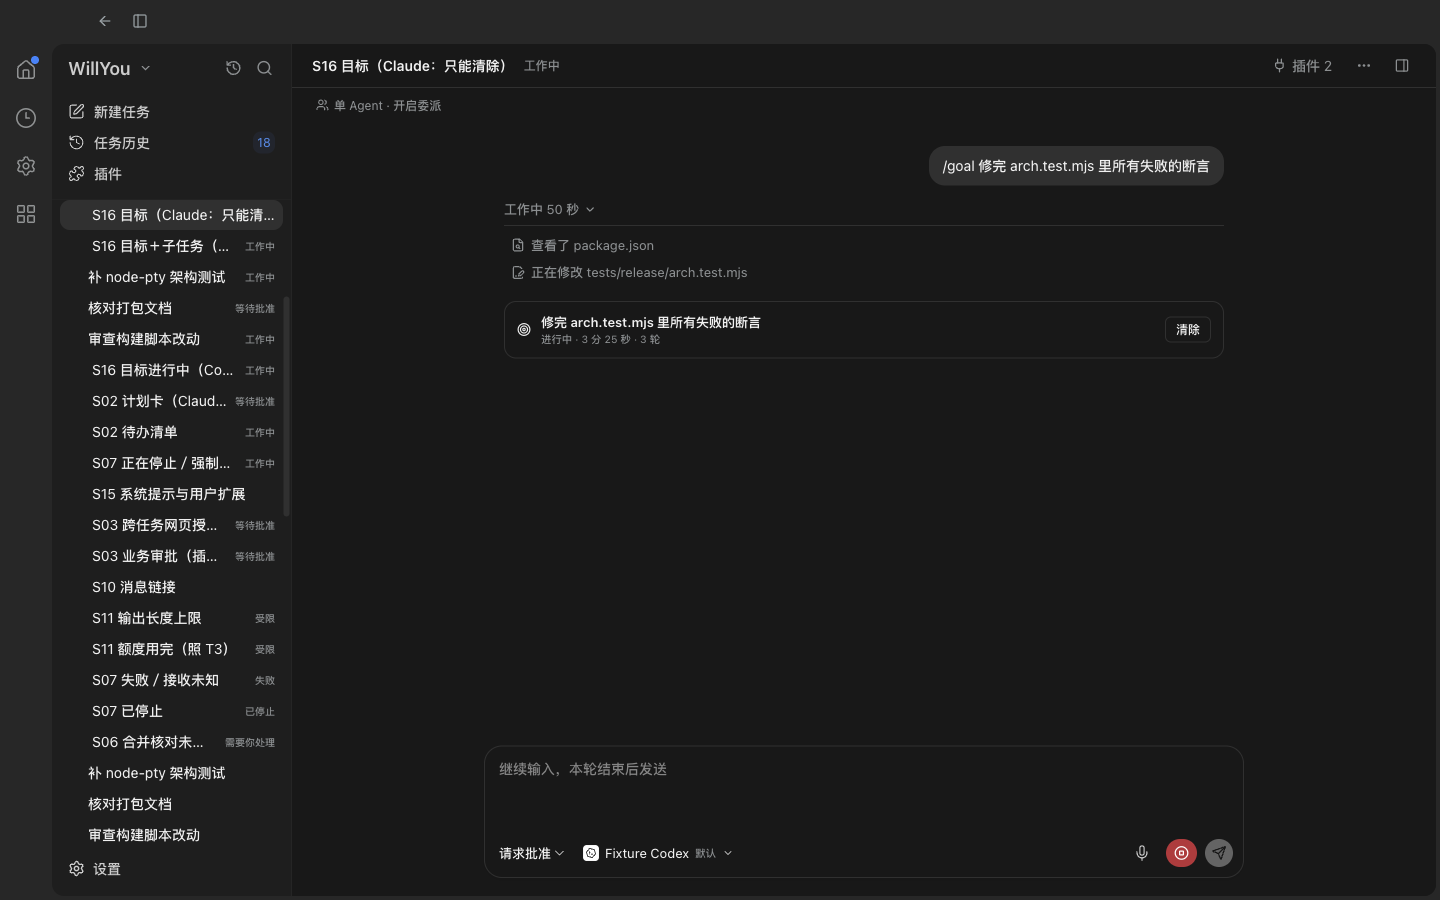 WillYou
新建任务
任务历史 18
插件
S16 目标（Claude：只能清...
S16 目标＋子任务（... 工作中
补 node-pty 架构测试 工作中
核对打包文档 等待批准
审查构建脚本改动 工作中
S16 目标进行中（Co... 工作中
S02 计划卡（Claud... 等待批准
S02 待办清单 工作中
S07 正在停止 / 强制... 工作中
S15 系统提示与用户扩展
S03 跨任务网页授... 等待批准
S03 业务审批（插... 等待批准
S10 消息链接
S11 输出长度上限 受限
S11 额度用完（照 T3） 受限
S07 失败 / 接收未知 失败
S07 已停止 已停止
S06 合并核对未... 需要你处理
补 node-pty 架构测试
核对打包文档
审查构建脚本改动
设置
S16 目标（Claude：只能清除） 工作中
插件 2
单 Agent · 开启委派
/goal 修完 arch.test.mjs 里所有失败的断言
工作中 50 秒
查看了 package.json
正在修改 tests/release/arch.test.mjs
修完 arch.test.mjs 里所有失败的断言
进行中 · 3 分 25 秒 · 3 轮
清除
继续输入，本轮结束后发送
请求批准 Fixture Codex 默认